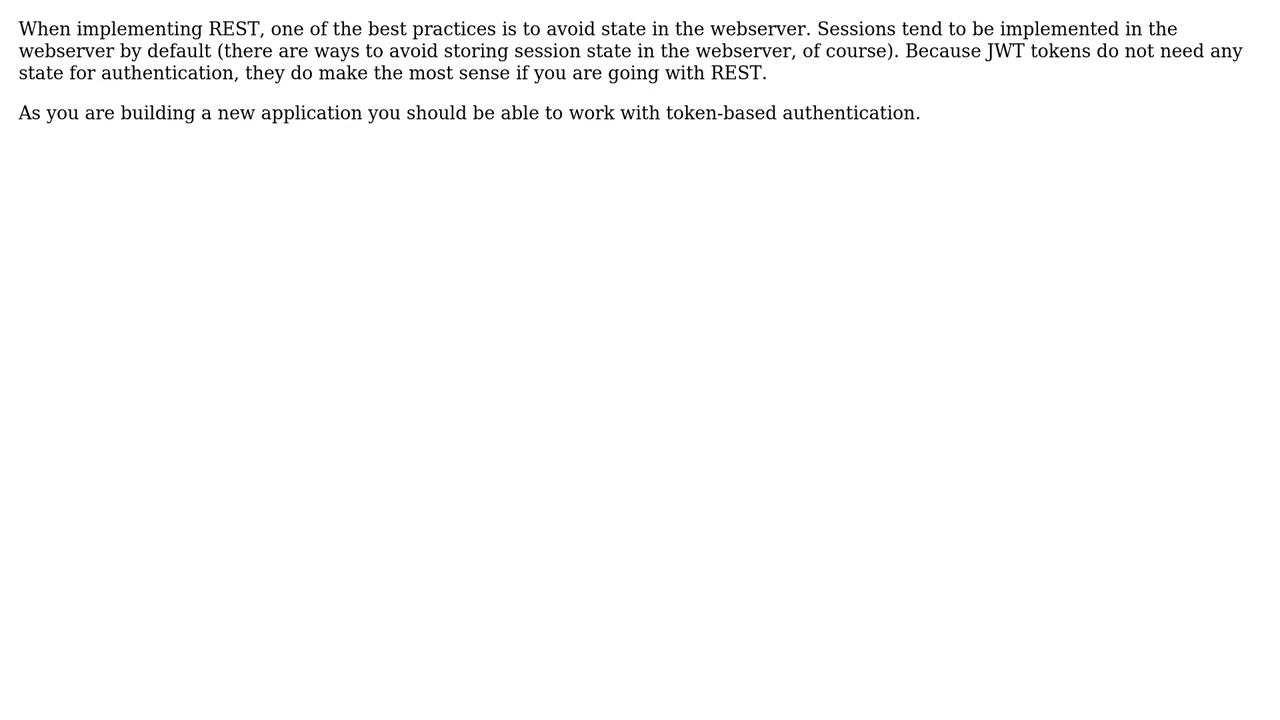 When implementing REST, one of the best practices is to avoid state in the webserver. Sessions tend to be implemented in the
webserver by default (there are ways to avoid storing session state in the webserver, of course). Because JWT tokens do not need any
state for authentication, they do make the most sense if you are going with REST.
As you are building a new application you should be able to work with token-based authentication.